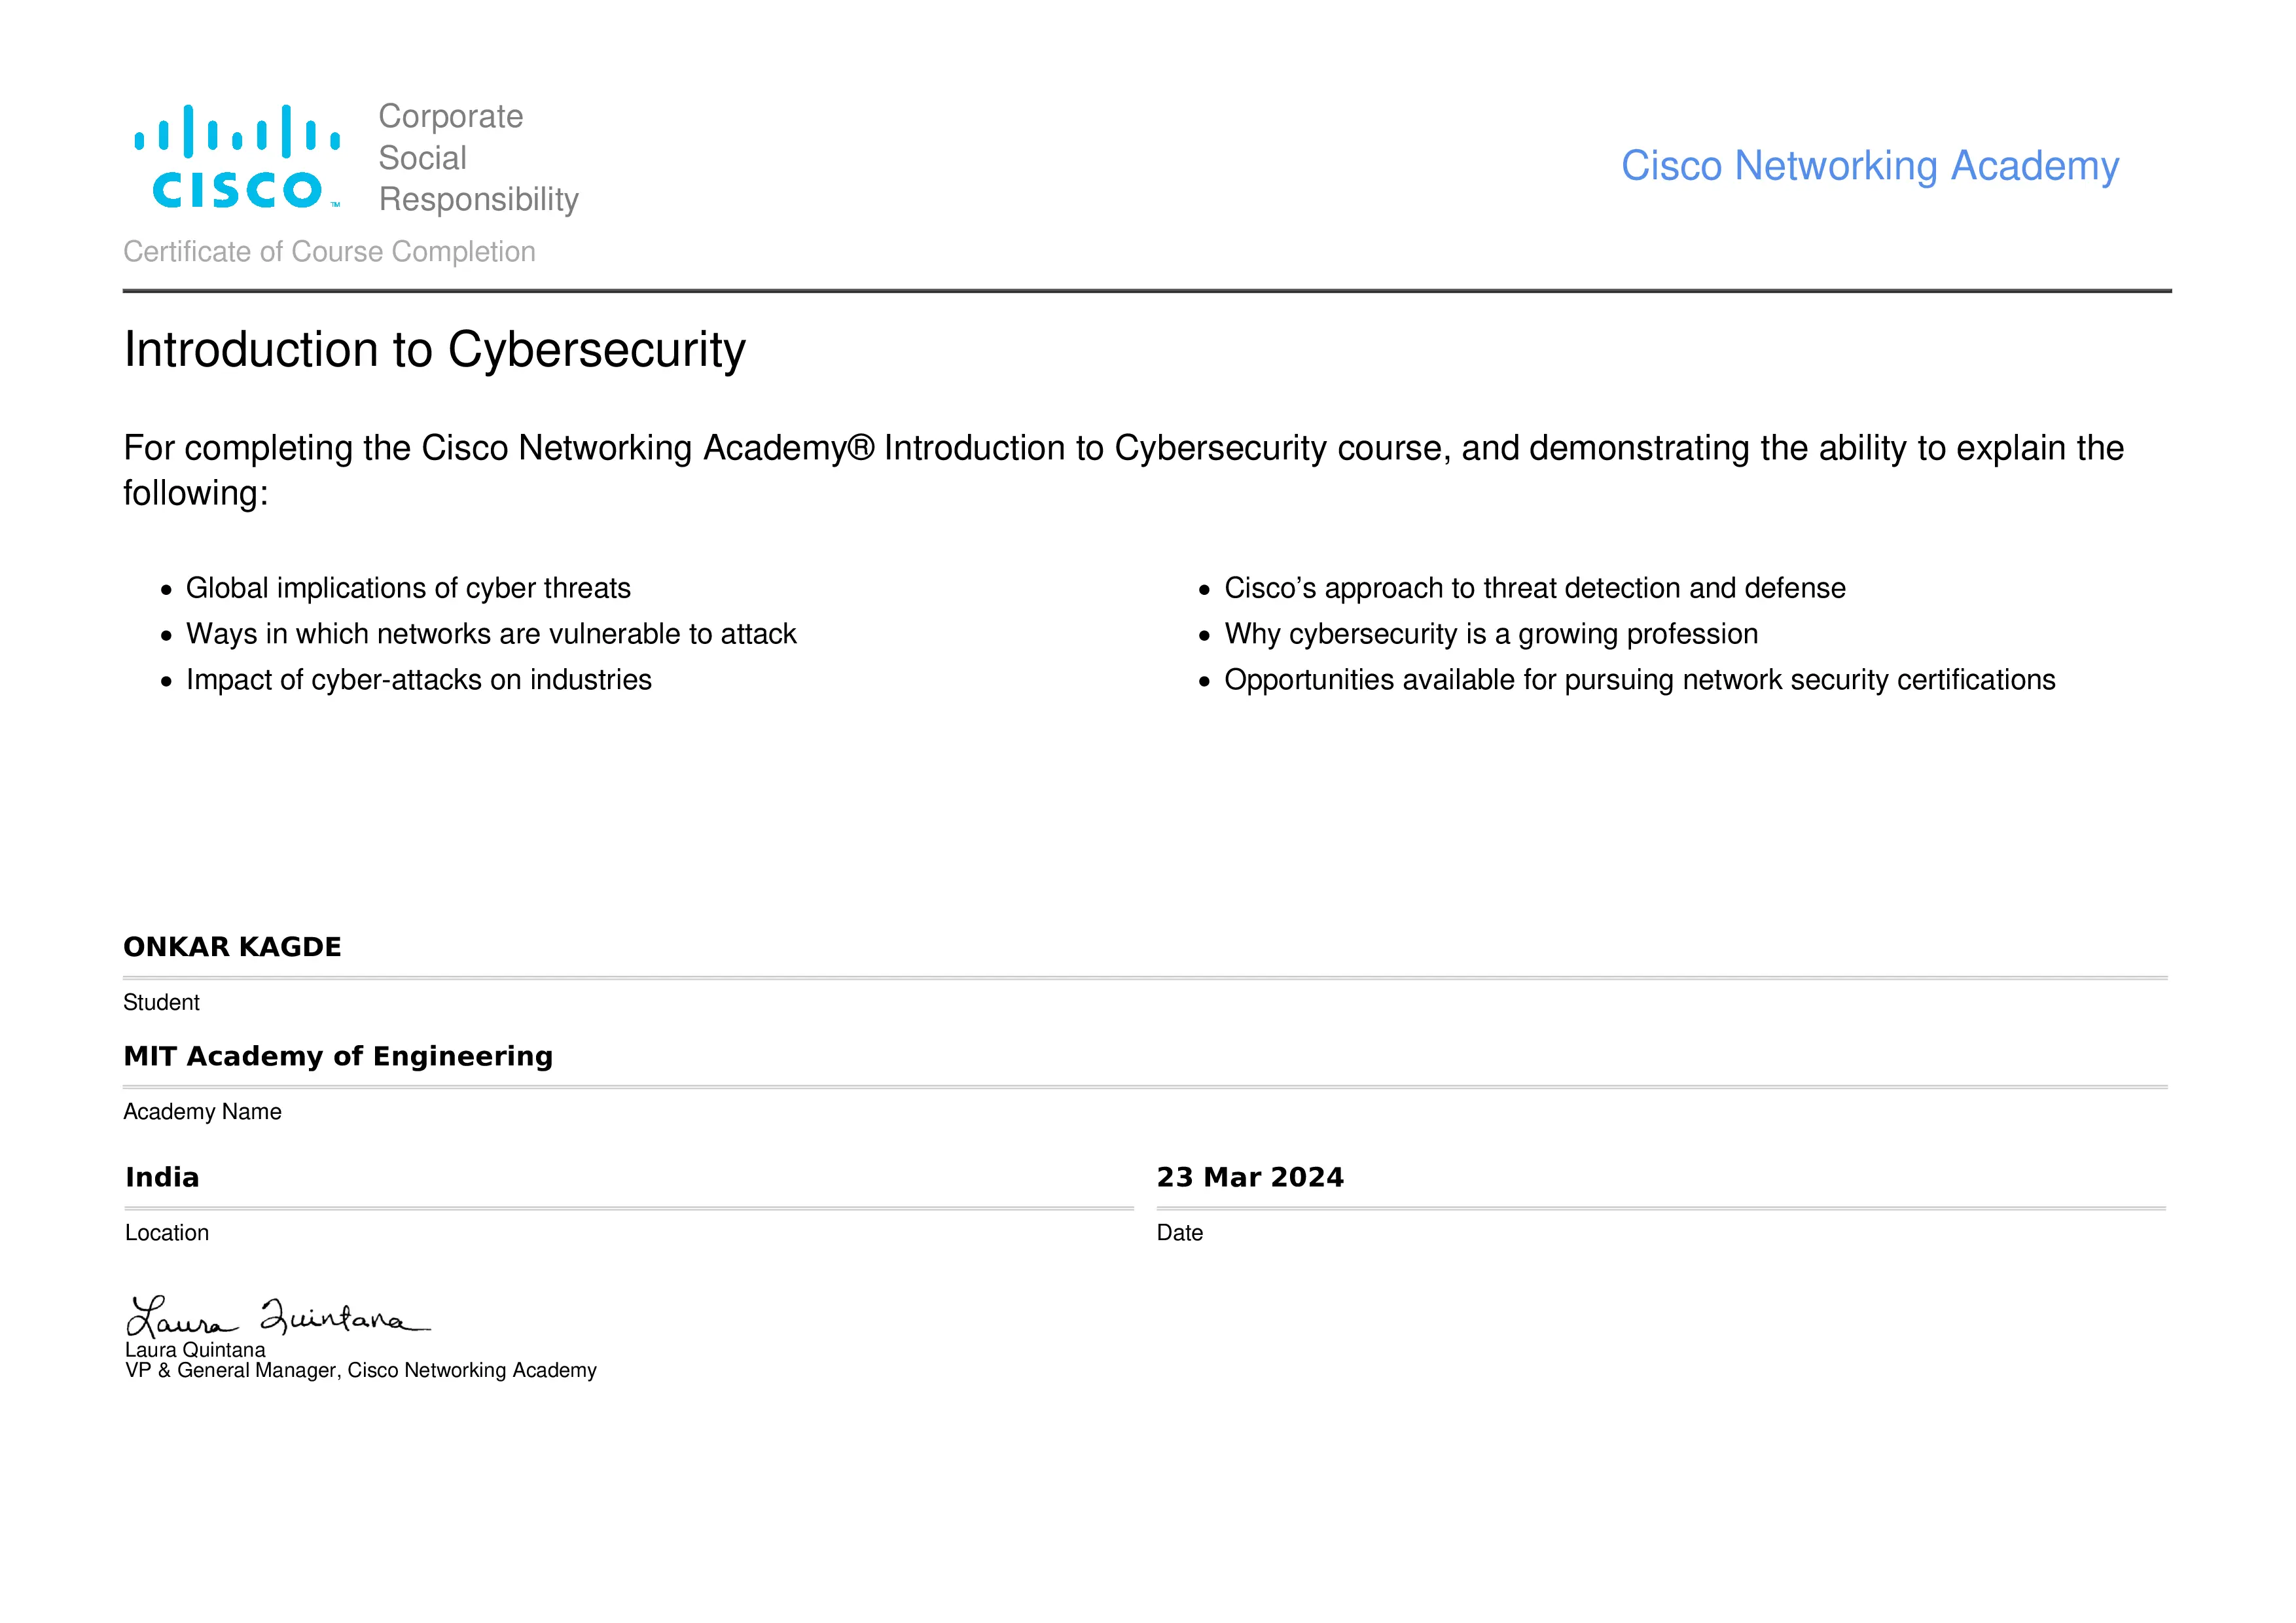 CISCO™
Corporate
Social
Responsibility
Cisco Networking Academy
Certificate of Course Completion
Introduction to Cybersecurity
For completing the Cisco Networking Academy® Introduction to Cybersecurity course, and demonstrating the ability to explain the
following:
• Global implications of cyber threats
• Ways in which networks are vulnerable to attack
• Impact of cyber-attacks on industries
• Cisco’s approach to threat detection and defense
• Why cybersecurity is a growing profession
• Opportunities available for pursuing network security certifications
ONKAR KAGDE
Student
MIT Academy of Engineering
Academy Name
India
Location
23 Mar 2024
Date
Laura Quintana
Laura Quintana
VP & General Manager, Cisco Networking Academy